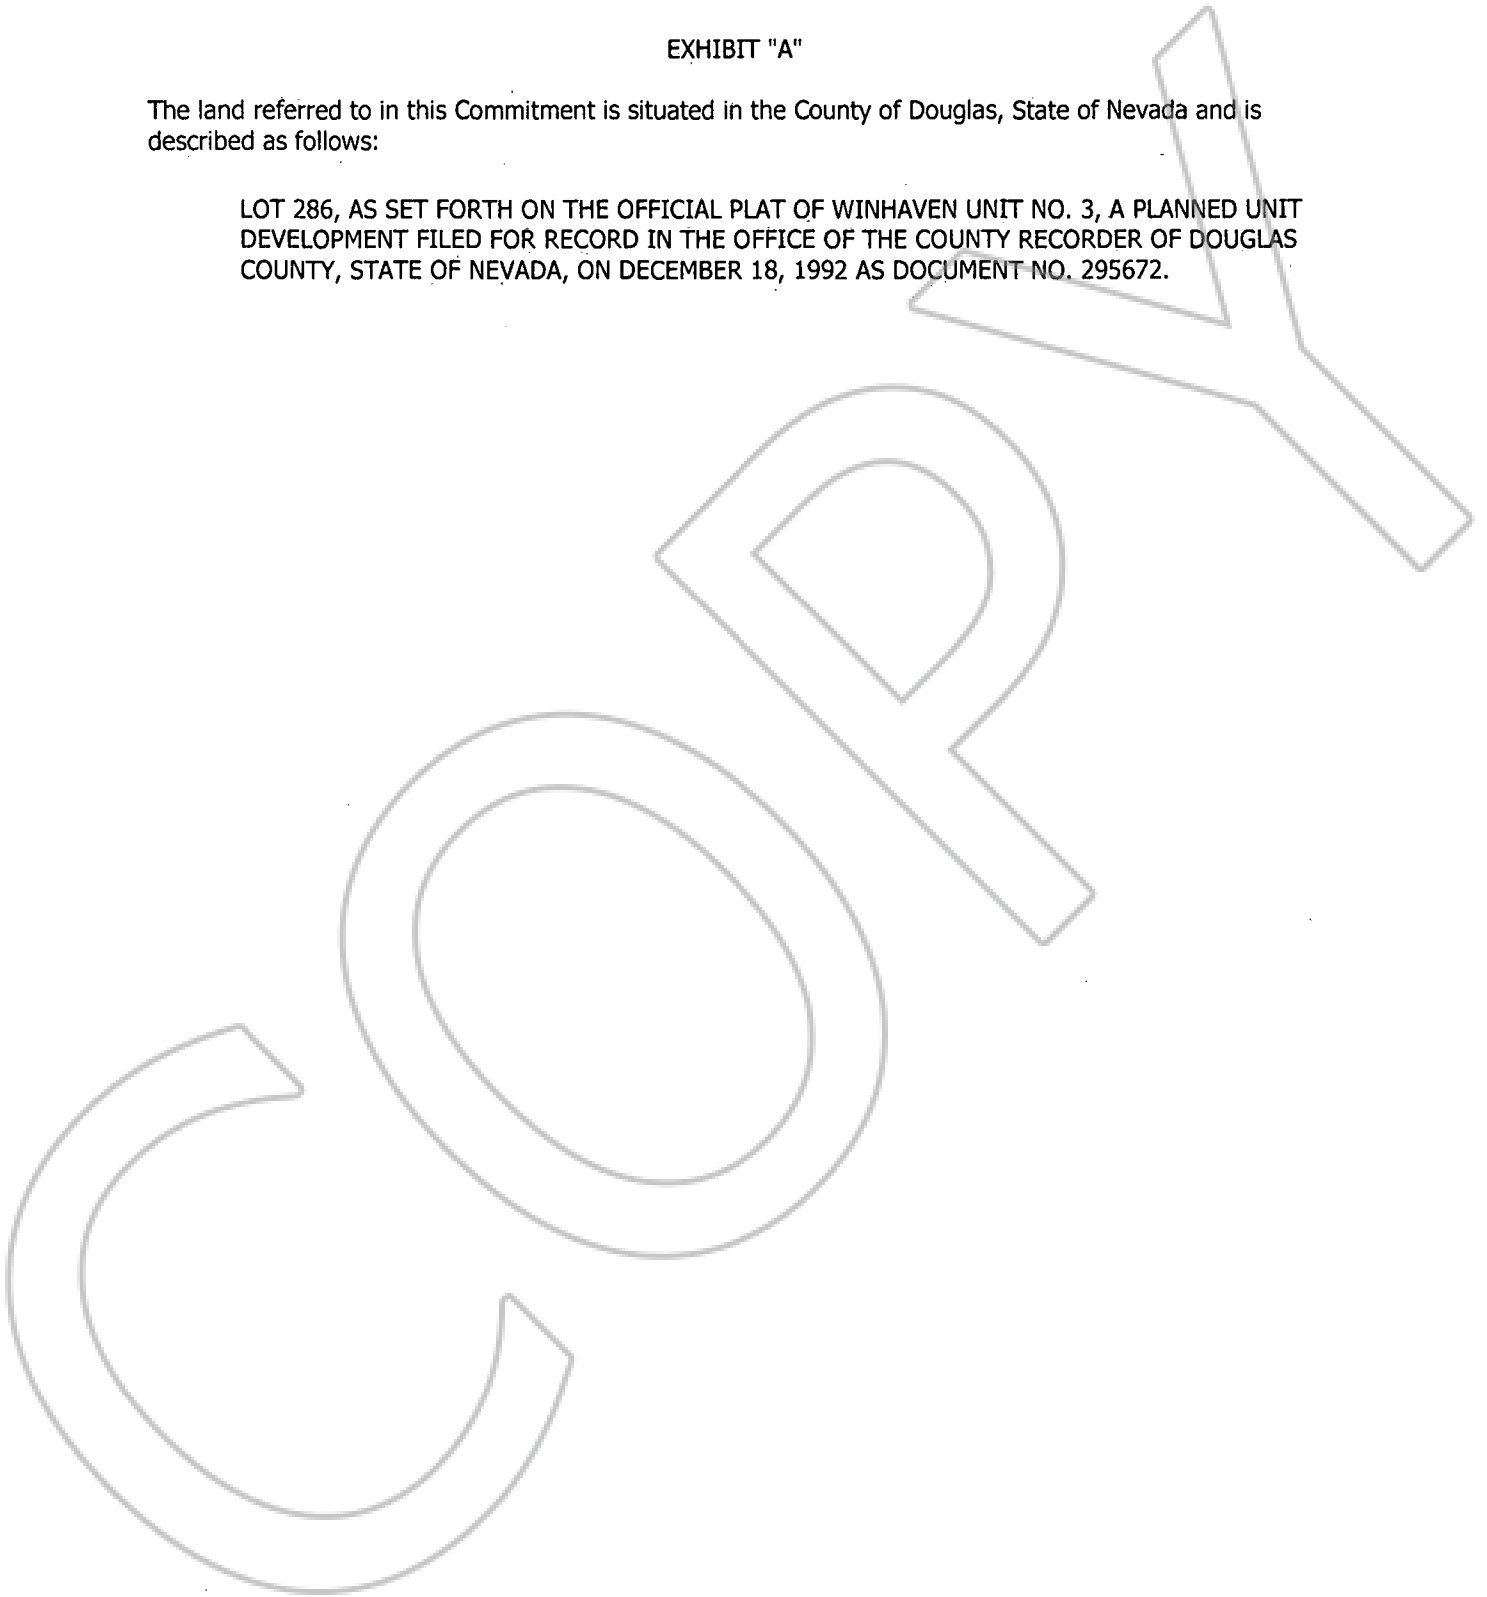 EXHIBIT "A"
The land referred to in this Commitment is situated in the County of Douglas, State of Nevada and is
described as follows:
LOT 286, AS SET FORTH ON THE OFFICIAL PLAT OF WINHAVEN UNIT NO. 3, A PLANNED UNIT
DEVELOPMENT FILED FOR RECORD IN THE OFFICE OF THE COUNTY RECORDER OF DOUGLAS
COUNTY, STATE OF NEVADA, ON DECEMBER 18, 1992 AS DOCUMENT NO. 295672.
COPY